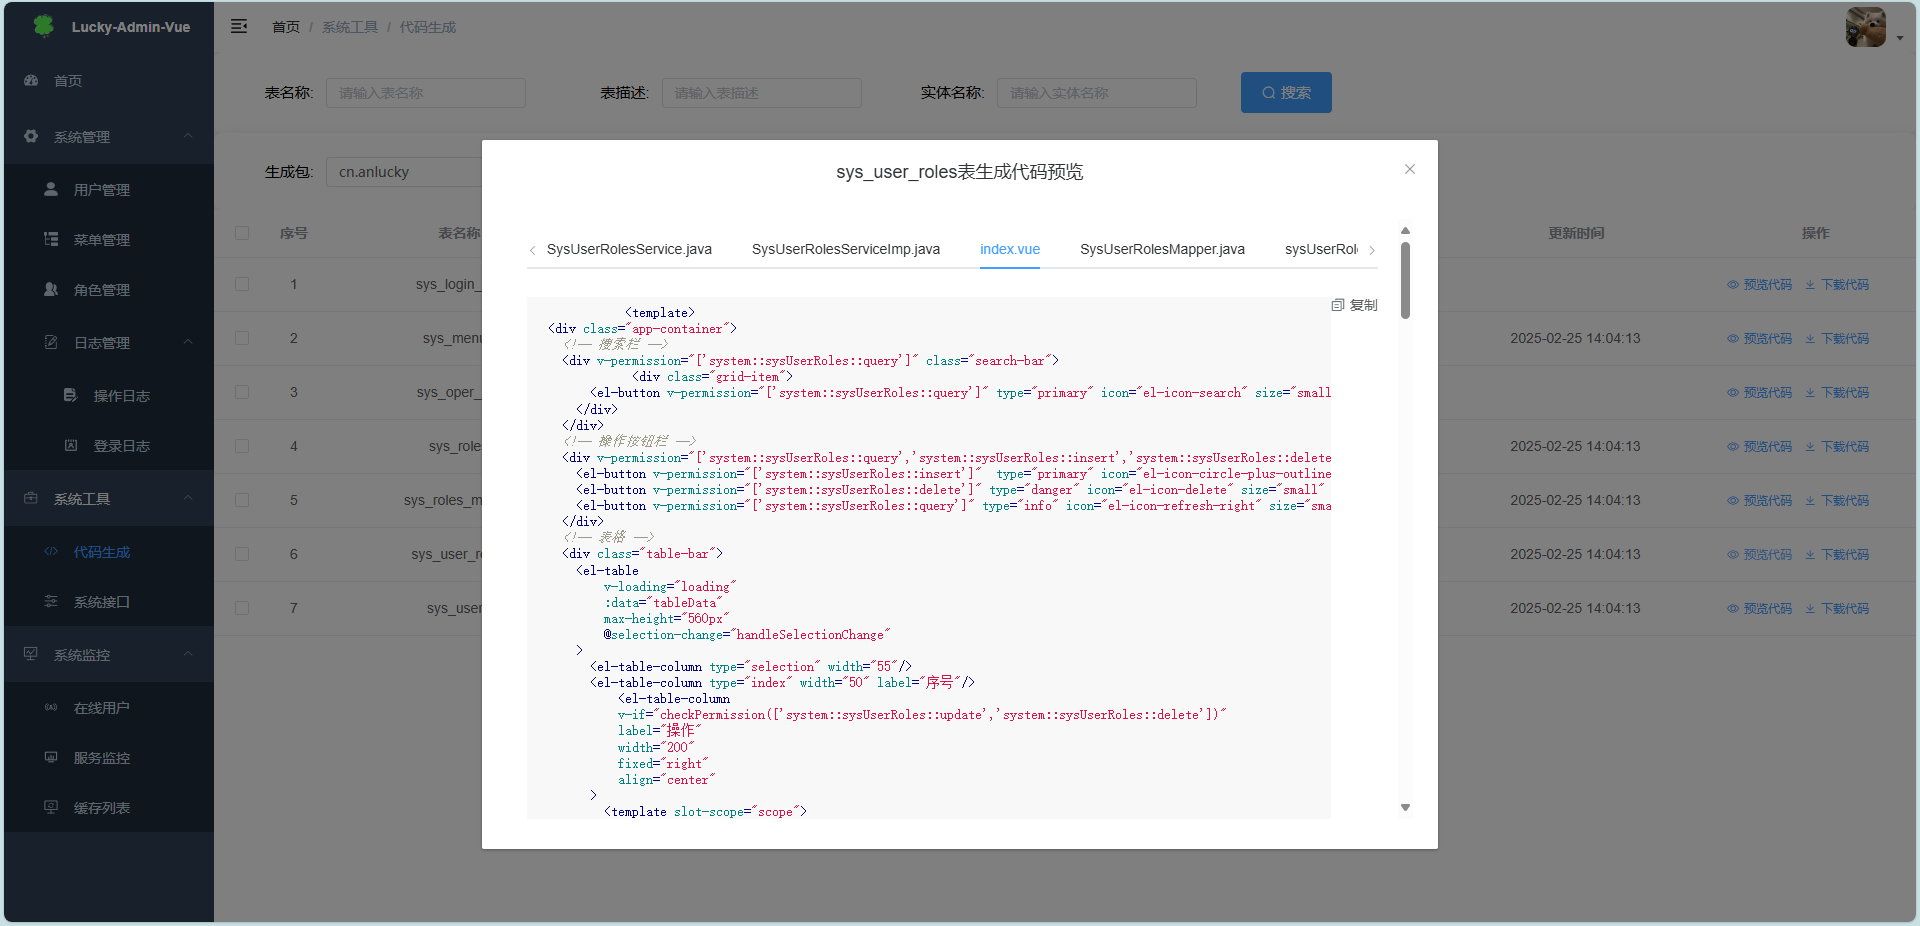 Lucky-Admin-Vue
首页 / 系统工具 / 代码生成
首页
系统管理
用户管理
菜单管理
角色管理
日志管理
操作日志
登录日志
系统工具
代码生成
系统接口
系统监控
在线用户
服务监控
缓存列表
表名称: 请输入表名称 表描述: 请输入表描述 实体名称: 请输入实体名称 搜索
生成包: cn.anlucky
序号 表名称 更新时间 操作
1 sys_login_ 预览代码 下载代码
2 sys_menu 2025-02-25 14:04:13 预览代码 下载代码
3 sys_oper_ 预览代码 下载代码
4 sys_role 2025-02-25 14:04:13 预览代码 下载代码
5 sys_roles_m 2025-02-25 14:04:13 预览代码 下载代码
6 sys_user_r 2025-02-25 14:04:13 预览代码 下载代码
7 sys_user 2025-02-25 14:04:13 预览代码 下载代码
sys_user_roles表生成代码预览
SysUserRolesService.java SysUserRolesServiceImp.java index.vue SysUserRolesMapper.java sysUserRol
复制
<template>
<div class="app-container">
<!-- 搜索栏 -->
<div v-permission="['system::sysUserRoles::query']" class="search-bar">
<div class="grid-item">
<el-button v-permission="['system::sysUserRoles::query']" type="primary" icon="el-icon-search" size="small
</div>
</div>
<!-- 操作按钮栏 -->
<div v-permission="['system::sysUserRoles::query','system::sysUserRoles::insert','system::sysUserRoles::delete
<el-button v-permission="['system::sysUserRoles::insert']"  type="primary" icon="el-icon-circle-plus-outline
<el-button v-permission="['system::sysUserRoles::delete']" type="danger" icon="el-icon-delete" size="small"
<el-button v-permission="['system::sysUserRoles::query']" type="info" icon="el-icon-refresh-right" size="sma
</div>
<!-- 表格 -->
<div class="table-bar">
<el-table
v-loading="loading"
:data="tableData"
max-height="560px"
@selection-change="handleSelectionChange"
>
<el-table-column type="selection" width="55"/>
<el-table-column type="index" width="50" label="序号"/>
<el-table-column
v-if="checkPermission(['system::sysUserRoles::update','system::sysUserRoles::delete'])"
label="操作"
width="200"
fixed="right"
align="center"
>
<template slot-scope="scope">